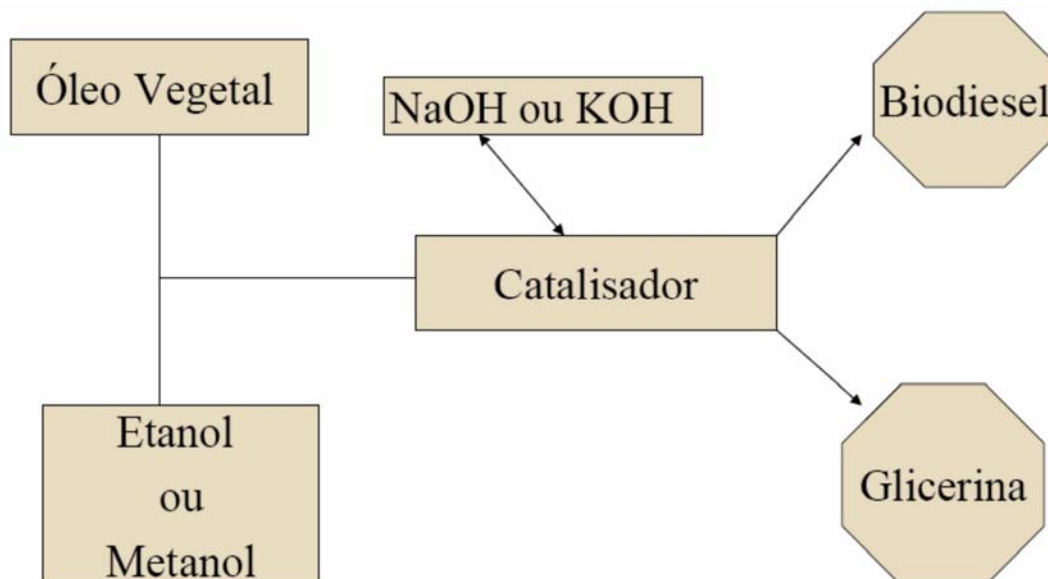 Óleo Vegetal
NaOH ou KOH
Biodiesel
Catalisador
Etanol
ou
Metanol
Glicerina